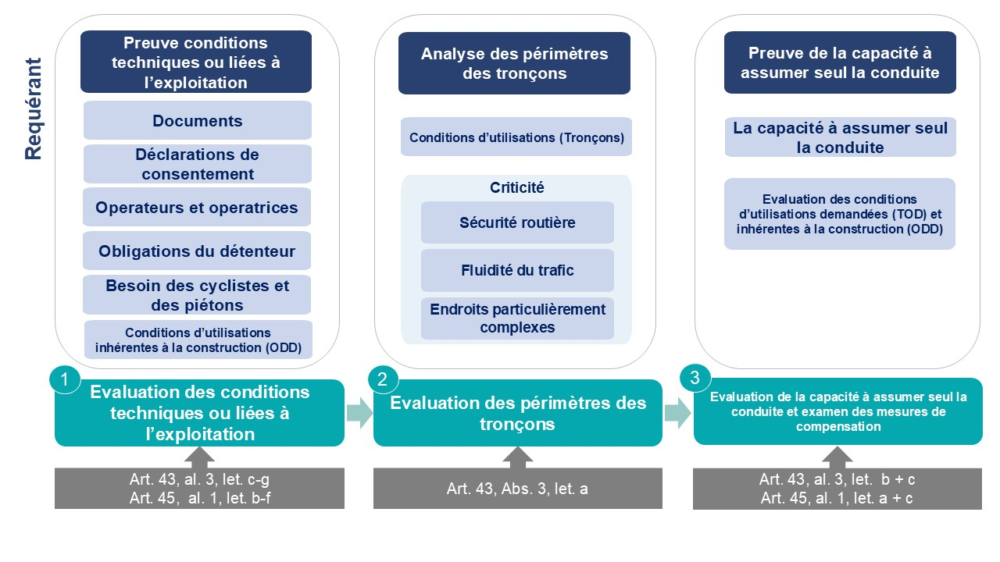 Requérant
Preuve conditions
techniques ou liées à
l’exploitation
Documents
Déclarations de
consentement
Operateurs et operatrices
Obligations du détenteur
Besoin des cyclistes et
des piétons
Conditions d’utilisations
inhérentes à la construction (ODD)
1
Evaluation des conditions
techniques ou liées à
l’exploitation
Art. 43, al. 3, let. c-g
Art. 45, al. 1, let. b-f
Analyse des périmètres
des tronçons
Conditions d’utilisations (Tronçons)
Criticité
Sécurité routière
Fluidité du trafic
Endroits particulièrement
complexes
2
Evaluation des périmètres des
tronçons
Art. 43, Abs. 3, let. a
Preuve de la capacité à
assumer seul la conduite
La capacité à assumer seul
la conduite
Evaluation des conditions
d’utilisations demandées (TOD) et
inhérentes à la construction (ODD)
3
Evaluation de la capacité à assumer seul la
conduite et examen des mesures de
compensation
Art. 43, al. 3, let. b + c
Art. 45, al. 1, let. a + c